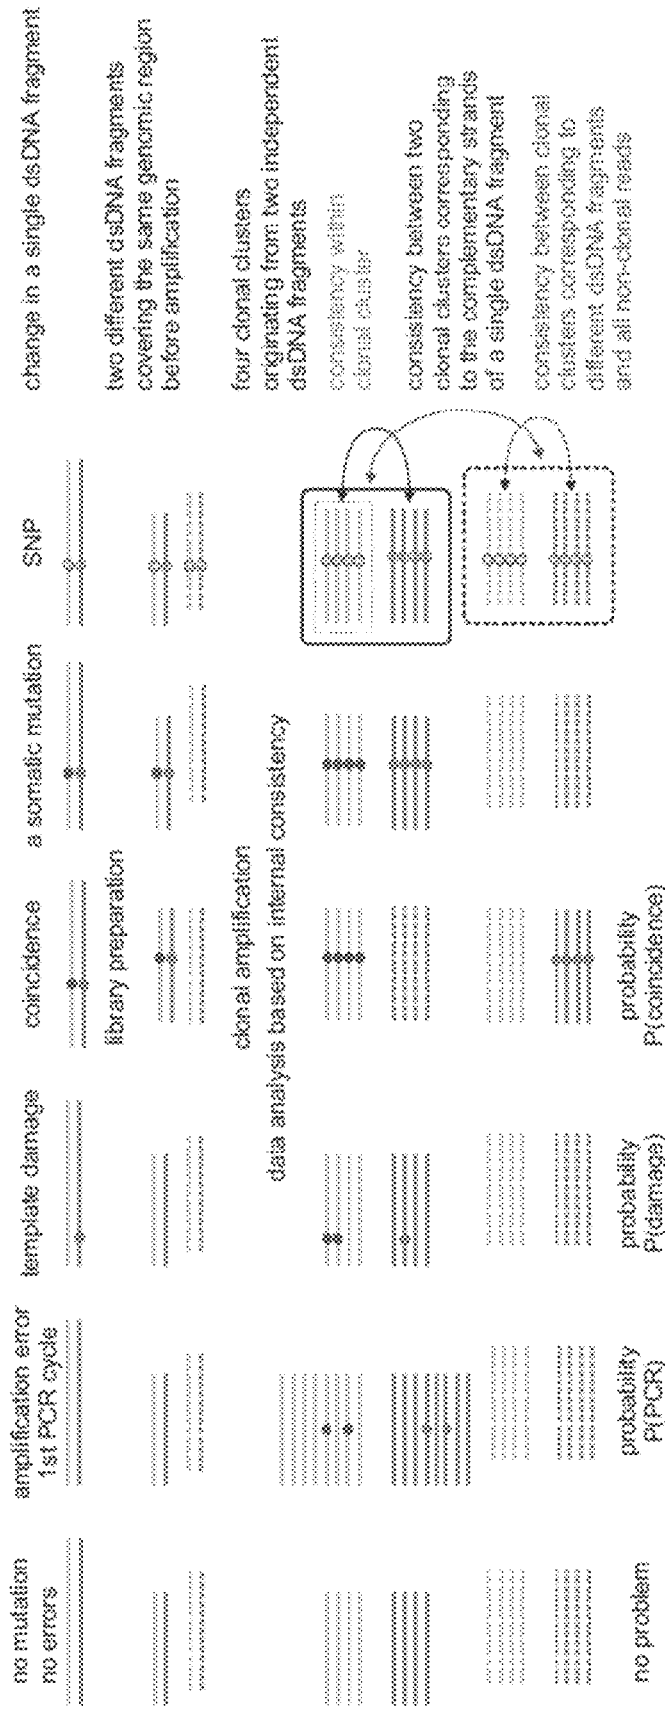 no mutation
no errors
amplification error
1st PCR cycle
template damage
coincidence
a somatic mutation
SNP
change in a single dsDNA fragment
library preparation
two different dsDNA fragments
covering the same genomic region
before amplification
clonal amplification
four clonal clusters
originating from two independent
dsDNA fragments
data analysis based on internal consistency
consistency within
clonal cluster
consistency between two
clonal clusters corresponding
to the complementary strands
of a single dsDNA fragment
consistency between clonal
clusters corresponding to
different dsDNA fragments
and all non-clonal reads
no problem
probability
P(PCR)
probability
P(damage)
probability
P(coincidence)